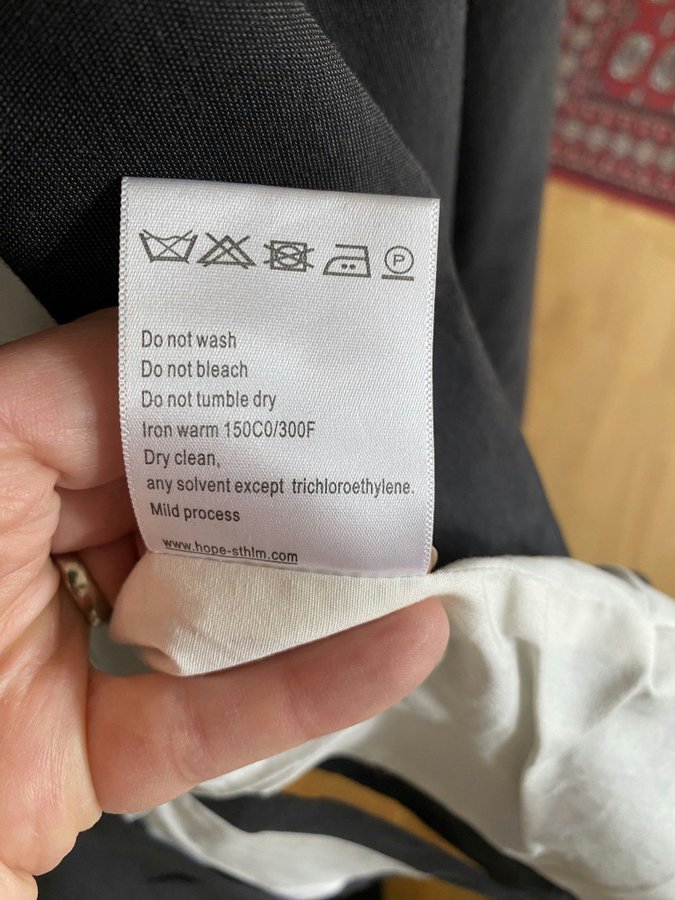 P
Do not wash
Do not bleach
Do not tumble dry
Iron warm 150C0/300F
Dry clean,
any solvent except trichloroethylene.
Mild process
www.hope-sthlm.com